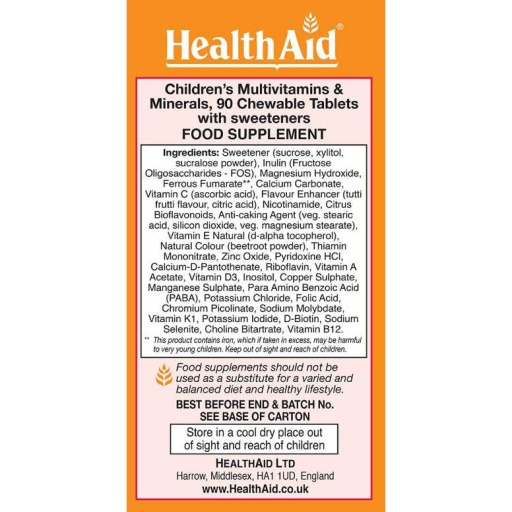 HealthAid®
Children's Multivitamins &
Minerals, 90 Chewable Tablets
with sweeteners
FOOD SUPPLEMENT
Ingredients: Sweetener (sucrose, xylitol,
sucralose powder), Inulin (Fructose
Oligosaccharides - FOS), Magnesium Hydroxide,
Ferrous Fumarate**, Calcium Carbonate,
Vitamin C (ascorbic acid), Flavour Enhancer (tutti
frutti flavour, citric acid), Nicotinamide, Citrus
Bioflavonoids, Anti-caking Agent (veg. stearic
acid, silicon dioxide, veg. magnesium stearate),
Vitamin E Natural (d-alpha tocopherol),
Natural Colour (beetroot powder), Thiamin
Mononitrate, Zinc Oxide, Pyridoxine HCl,
Calcium-D-Pantothenate, Riboflavin, Vitamin A
Acetate, Vitamin D3, Inositol, Copper Sulphate,
Manganese Sulphate, Para Amino Benzoic Acid
(PABA), Potassium Chloride, Folic Acid,
Chromium Picolinate, Sodium Molybdate,
Vitamin K1, Potassium Iodide, D-Biotin, Sodium
Selenite, Choline Bitartrate, Vitamin B12.
** This product contains iron, which if taken in excess, may be harmful
to very young children. Keep out of sight and reach of children.
Food supplements should not be
used as a substitute for a varied and
balanced diet and healthy lifestyle.
BEST BEFORE END & BATCH No.
SEE BASE OF CARTON
Store in a cool dry place out
of sight and reach of children
HEALTHAID LTD
Harrow, Middlesex, HA1 1UD, England
www.HealthAid.co.uk